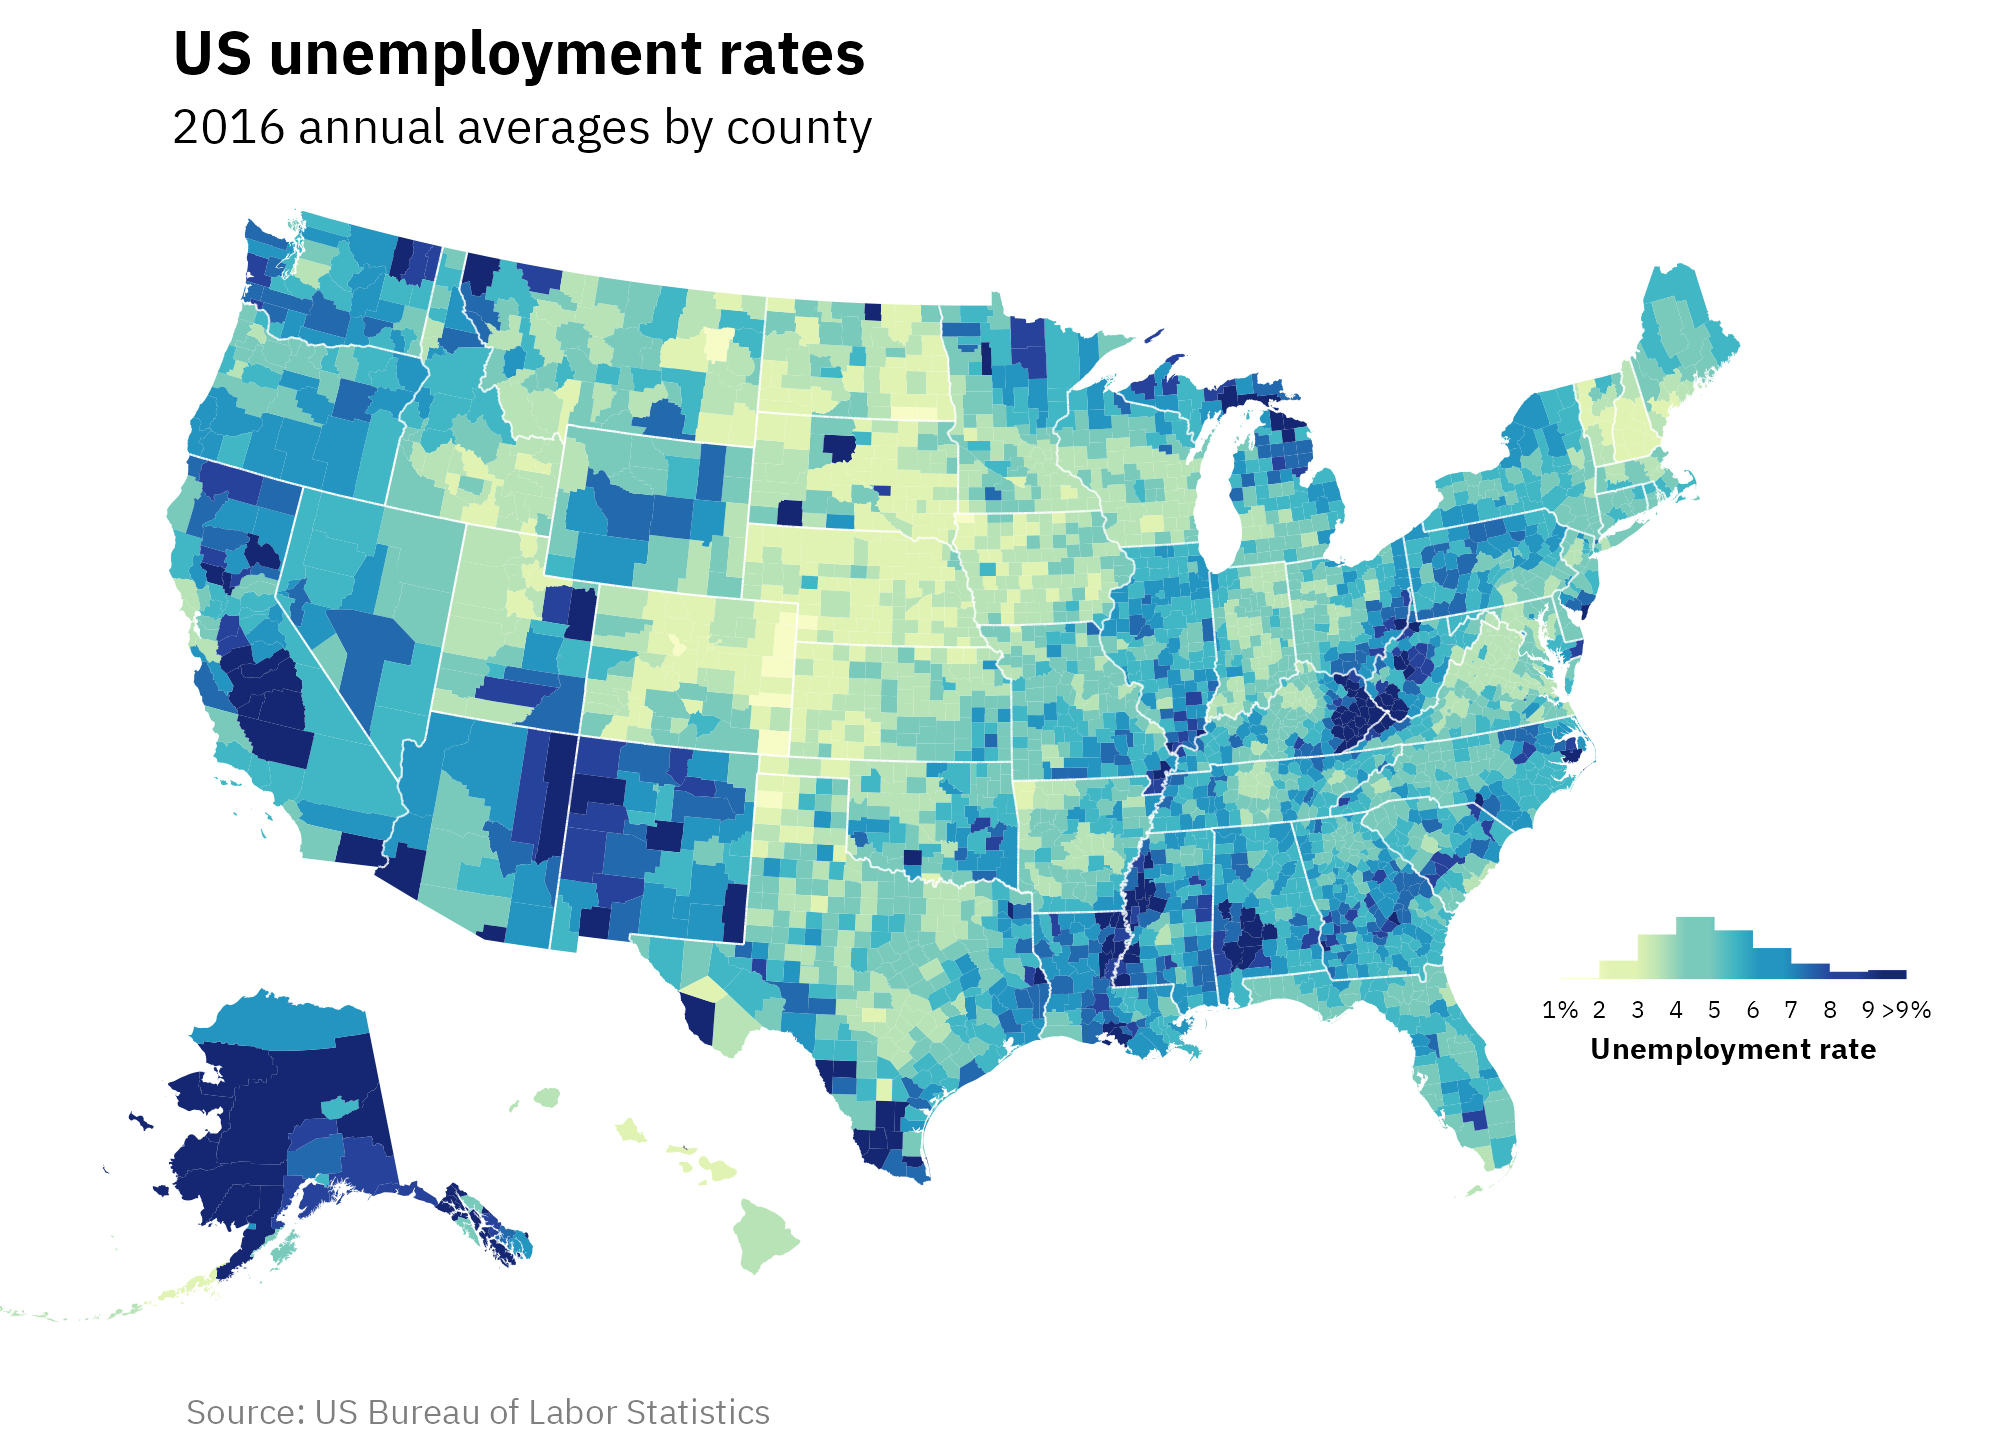 US unemployment rates
2016 annual averages by county
1% 2 3 4 5 6 7 8 9 >9%
Unemployment rate
Source: US Bureau of Labor Statistics